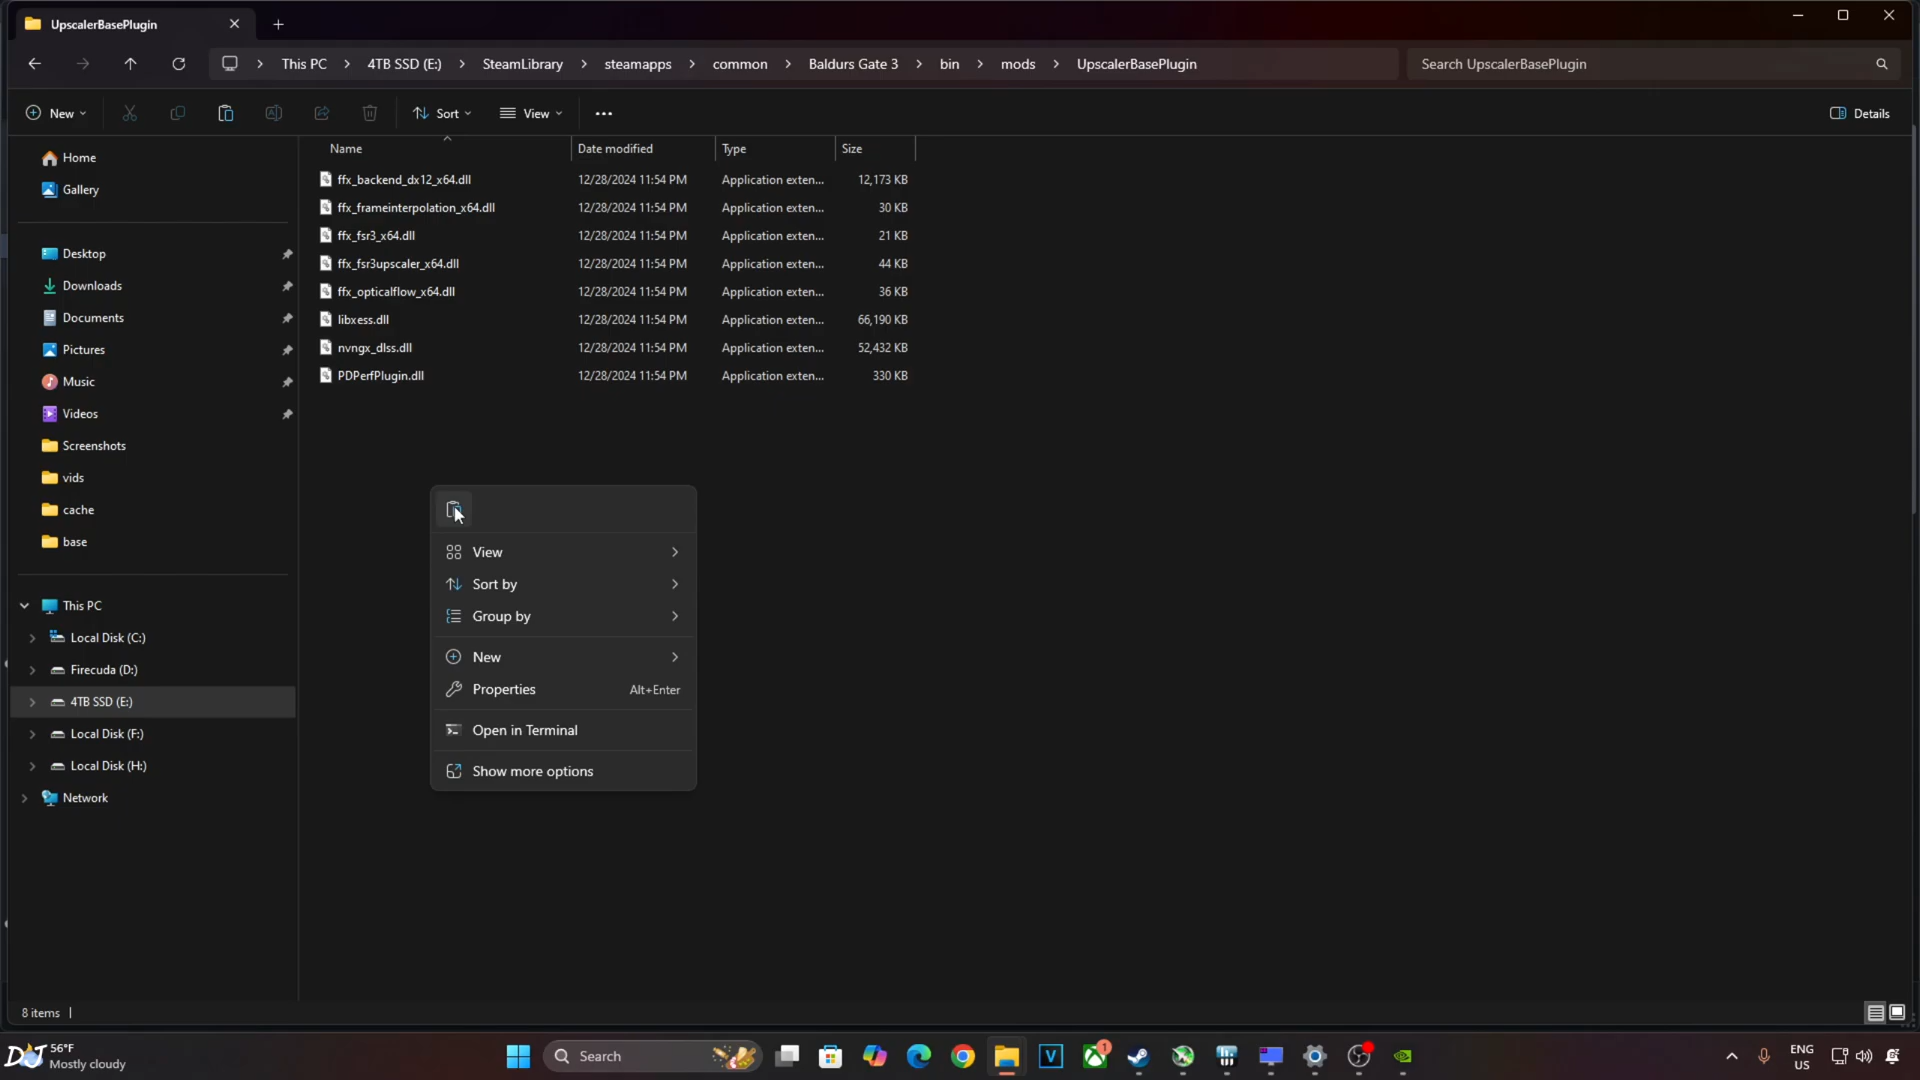 UpscalerBasePlugin
This PC > 4TB SSD (E:) > SteamLibrary > steamapps > common > Baldurs Gate 3 > bin > mods > UpscalerBasePlugin
Search UpscalerBasePlugin
New
Sort
View
Details
Name Date modified Type Size
ffx_backend_dx12_x64.dll 12/28/2024 11:54 PM Application exten... 12,173 KB
ffx_frameinterpolation_x64.dll 12/28/2024 11:54 PM Application exten... 30 KB
ffx_fsr3_x64.dll 12/28/2024 11:54 PM Application exten... 21 KB
ffx_fsr3upscaler_x64.dll 12/28/2024 11:54 PM Application exten... 44 KB
ffx_opticalflow_x64.dll 12/28/2024 11:54 PM Application exten... 36 KB
libxess.dll 12/28/2024 11:54 PM Application exten... 66,190 KB
nvngx_dlss.dll 12/28/2024 11:54 PM Application exten... 52,432 KB
PDPerfPlugin.dll 12/28/2024 11:54 PM Application exten... 330 KB
Home
Gallery
Desktop
Downloads
Documents
Pictures
Music
Videos
Screenshots
vids
cache
base
This PC
Local Disk (C:)
Firecuda (D:)
4TB SSD (E:)
Local Disk (F:)
Local Disk (H:)
Network
View
Sort by
Group by
New
Properties Alt+Enter
Open in Terminal
Show more options
8 items
56°F
Mostly cloudy
Search
V
1
ENG
US